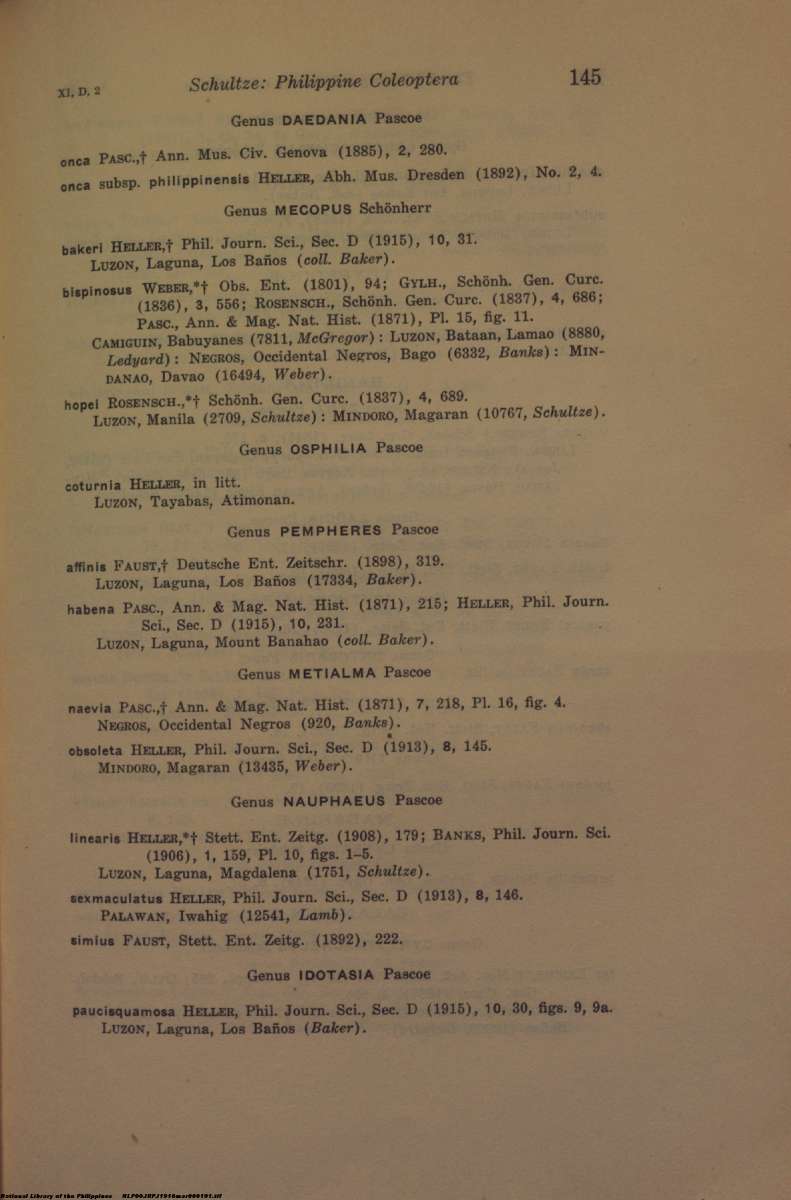 XI, D, 2 Schultze: Philippine Coleoptera 145
Genus DAEDANIA Pascoe
onca PASC.,† Ann. Mus. Civ. Genova (1885), 2, 280.
onca subsp. philippinensis HELLER, Abh. Mus. Dresden (1892), No. 2, 4.
Genus MECOPUS Schönherr
bakeri HELLER,† Phil. Journ. Sci., Sec. D (1915), 10, 31.
LUZON, Laguna, Los Baños (coll. Baker).
bispinosus WEBER,*† Obs. Ent. (1801), 94; GYLH., Schönh. Gen. Curc.
(1836), 3, 556; ROSENSCH., Schönh. Gen. Curc. (1837), 4, 686;
PASC., Ann. & Mag. Nat. Hist. (1871), Pl. 15, fig. 11.
CAMIGUIN, Babuyanes (7811, McGregor): LUZON, Bataan, Lamao (8880,
Ledyard): NEGROS, Occidental Negros, Bago (6332, Banks): MIN-
DANAO, Davao (16494, Weber).
hopei ROSENSCH.,*† Schönh. Gen. Curc. (1837), 4, 689.
LUZON, Manila (2709, Schultze): MINDORO, Magaran (10767, Schultze).
Genus OSPHILIA Pascoe
coturnia HELLER, in litt.
LUZON, Tayabas, Atimonan.
Genus PEMPHERES Pascoe
affinis FAUST,† Deutsche Ent. Zeitschr. (1898), 319.
LUZON, Laguna, Los Baños (17334, Baker).
habena PASC., Ann. & Mag. Nat. Hist. (1871), 215; HELLER, Phil. Journ.
Sci., Sec. D (1915), 10, 231.
LUZON, Laguna, Mount Banahao (coll. Baker).
Genus METIALMA Pascoe
naevia PASC.,† Ann. & Mag. Nat. Hist. (1871), 7, 218, Pl. 16, fig. 4.
NEGROS, Occidental Negros (920, Banks).
obsoleta HELLER, Phil. Journ. Sci., Sec. D (1913), 8, 145.
MINDORO, Magaran (13435, Weber).
Genus NAUPHAEUS Pascoe
linearis HELLER,*† Stett. Ent. Zeitg. (1908), 179; BANKS, Phil. Journ. Sci.
(1906), 1, 159, Pl. 10, figs. 1–5.
LUZON, Laguna, Magdalena (1751, Schultze).
sexmaculatus HELLER, Phil. Journ. Sci., Sec. D (1913), 8, 146.
PALAWAN, Iwahig (12541, Lamb).
simius FAUST, Stett. Ent. Zeitg. (1892), 222.
Genus IDOTASIA Pascoe
paucisquamosa HELLER, Phil. Journ. Sci., Sec. D (1915), 10, 30, figs. 9, 9a.
LUZON, Laguna, Los Baños (Baker).